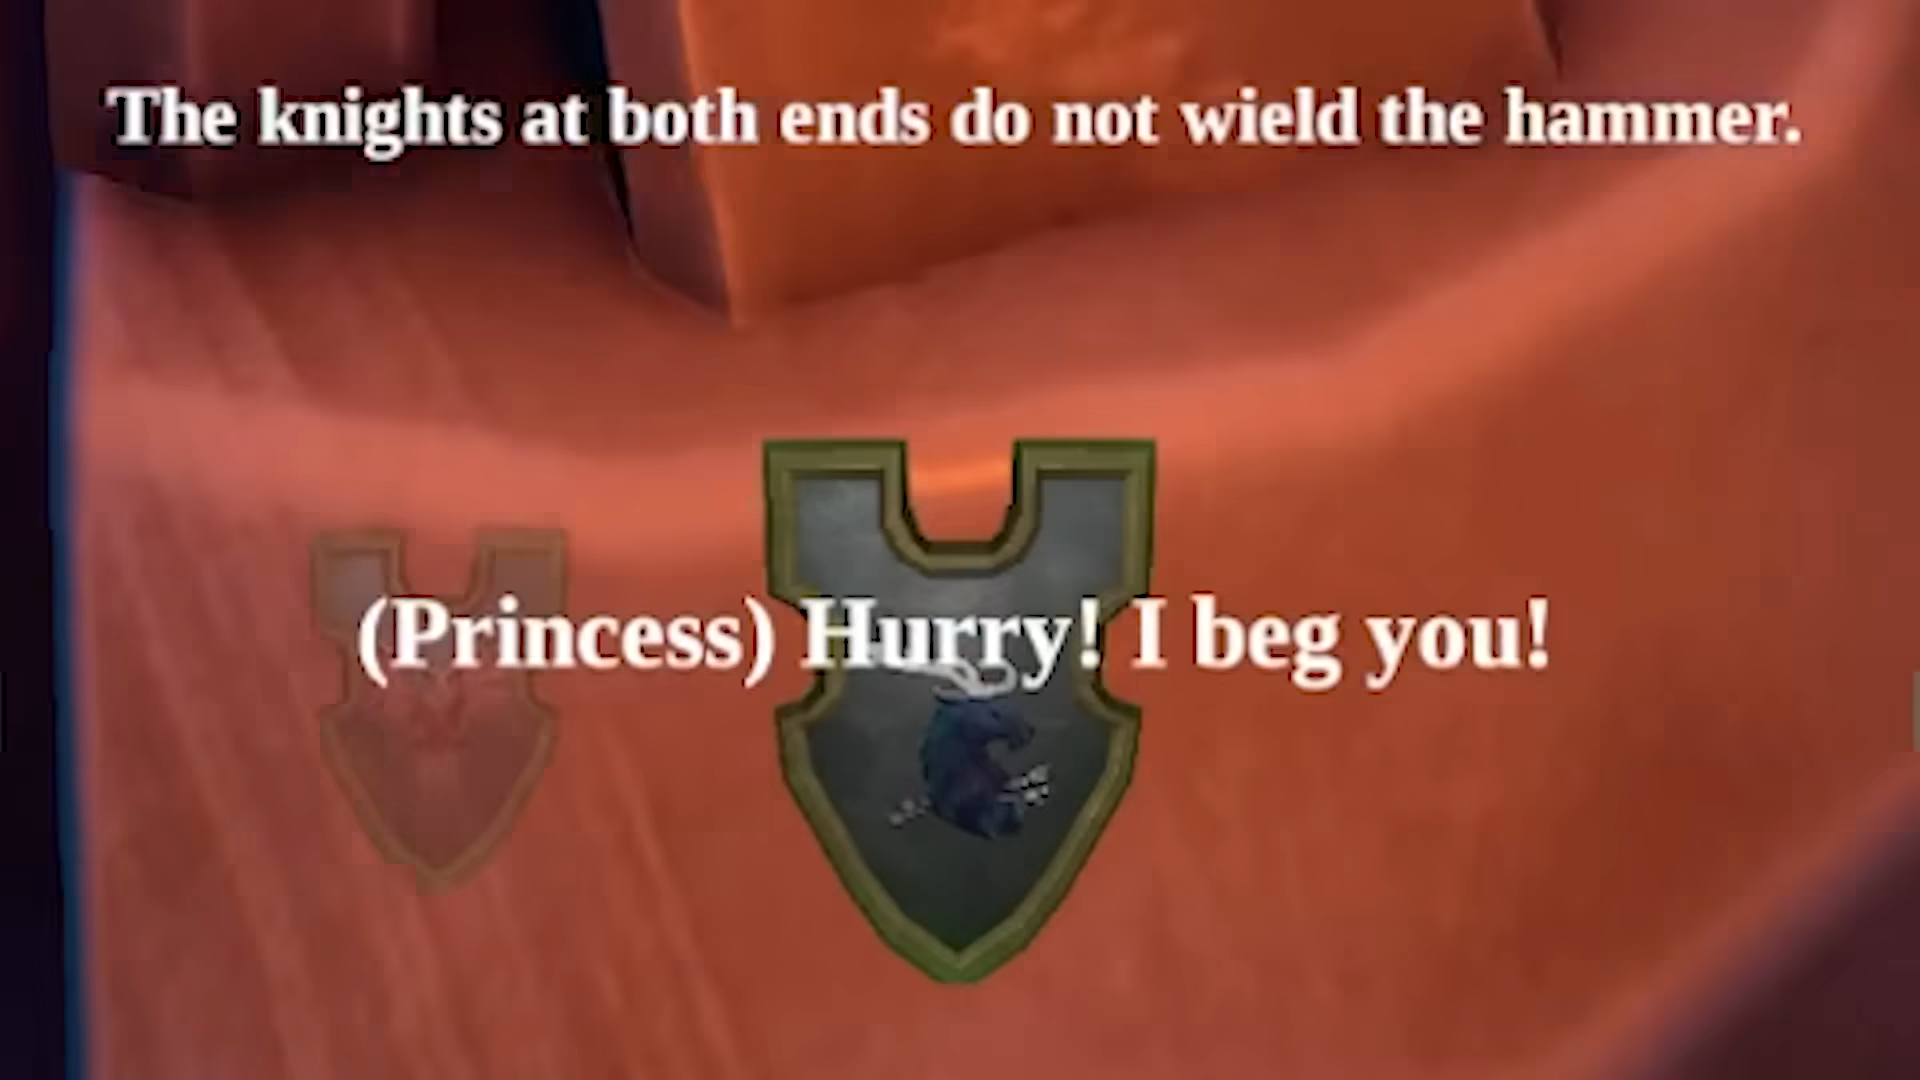 The knights at both ends do not wield the hammer.
(Princess) Hurry! I beg you!